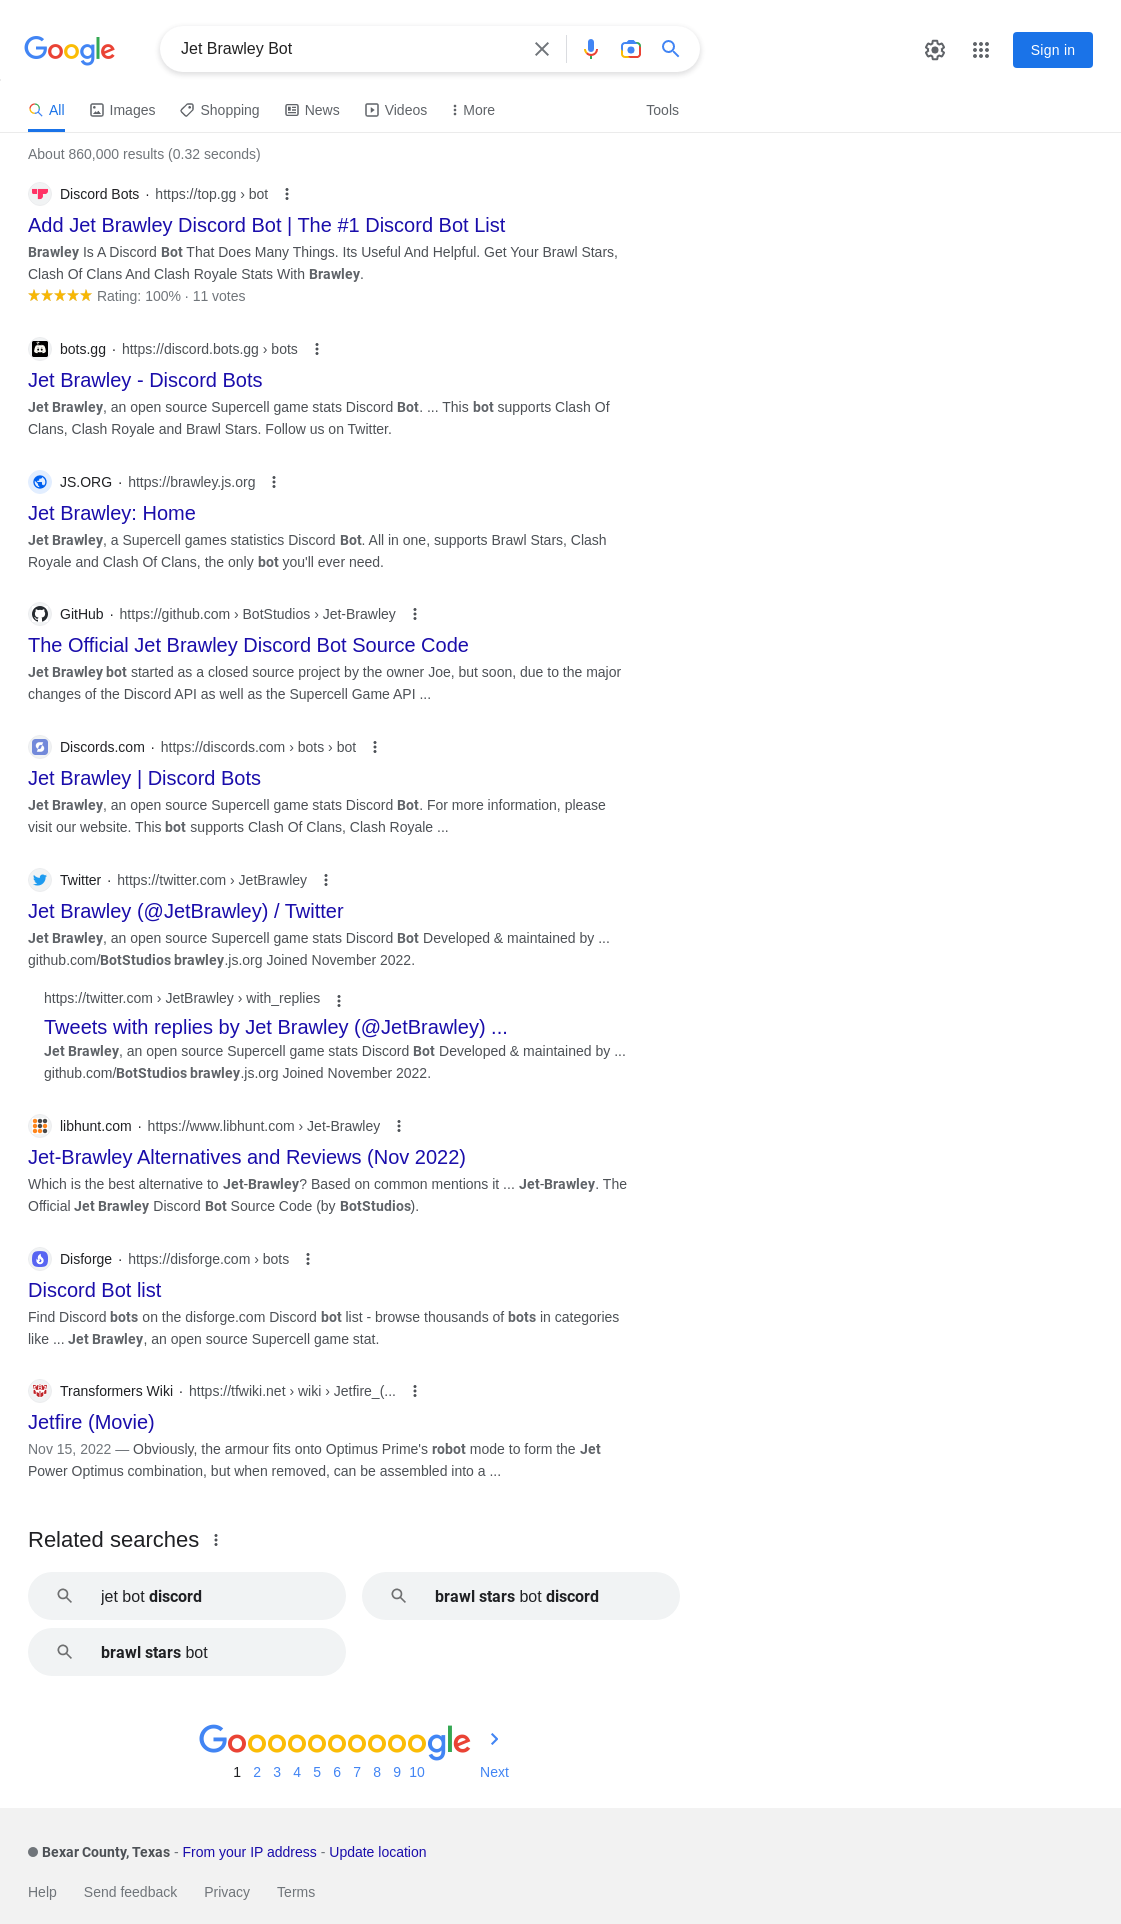 Google
Jet Brawley Bot
Sign in
All Images Shopping News Videos More Tools
About 860,000 results (0.32 seconds)
Discord Bots · https://top.gg › bot
Add Jet Brawley Discord Bot | The #1 Discord Bot List
Brawley Is A Discord Bot That Does Many Things. Its Useful And Helpful. Get Your Brawl Stars,
Clash Of Clans And Clash Royale Stats With Brawley.
Rating: 100% · 11 votes
bots.gg · https://discord.bots.gg › bots
Jet Brawley - Discord Bots
Jet Brawley, an open source Supercell game stats Discord Bot. ... This bot supports Clash Of
Clans, Clash Royale and Brawl Stars. Follow us on Twitter.
JS.ORG · https://brawley.js.org
Jet Brawley: Home
Jet Brawley, a Supercell games statistics Discord Bot. All in one, supports Brawl Stars, Clash
Royale and Clash Of Clans, the only bot you'll ever need.
GitHub · https://github.com › BotStudios › Jet-Brawley
The Official Jet Brawley Discord Bot Source Code
Jet Brawley bot started as a closed source project by the owner Joe, but soon, due to the major
changes of the Discord API as well as the Supercell Game API ...
Discords.com · https://discords.com › bots › bot
Jet Brawley | Discord Bots
Jet Brawley, an open source Supercell game stats Discord Bot. For more information, please
visit our website. This bot supports Clash Of Clans, Clash Royale ...
Twitter · https://twitter.com › JetBrawley
Jet Brawley (@JetBrawley) / Twitter
Jet Brawley, an open source Supercell game stats Discord Bot Developed & maintained by ...
github.com/BotStudios brawley.js.org Joined November 2022.
https://twitter.com › JetBrawley › with_replies
Tweets with replies by Jet Brawley (@JetBrawley) ...
Jet Brawley, an open source Supercell game stats Discord Bot Developed & maintained by ...
github.com/BotStudios brawley.js.org Joined November 2022.
libhunt.com · https://www.libhunt.com › Jet-Brawley
Jet-Brawley Alternatives and Reviews (Nov 2022)
Which is the best alternative to Jet-Brawley? Based on common mentions it ... Jet-Brawley. The
Official Jet Brawley Discord Bot Source Code (by BotStudios).
Disforge · https://disforge.com › bots
Discord Bot list
Find Discord bots on the disforge.com Discord bot list - browse thousands of bots in categories
like ... Jet Brawley, an open source Supercell game stat.
Transformers Wiki · https://tfwiki.net › wiki › Jetfire_(...
Jetfire (Movie)
Nov 15, 2022 — Obviously, the armour fits onto Optimus Prime's robot mode to form the Jet
Power Optimus combination, but when removed, can be assembled into a ...
Related searches
jet bot discord
brawl stars bot discord
brawl stars bot
Goooooooooogle
1 2 3 4 5 6 7 8 9 10 Next
Bexar County, Texas - From your IP address - Update location
Help Send feedback Privacy Terms